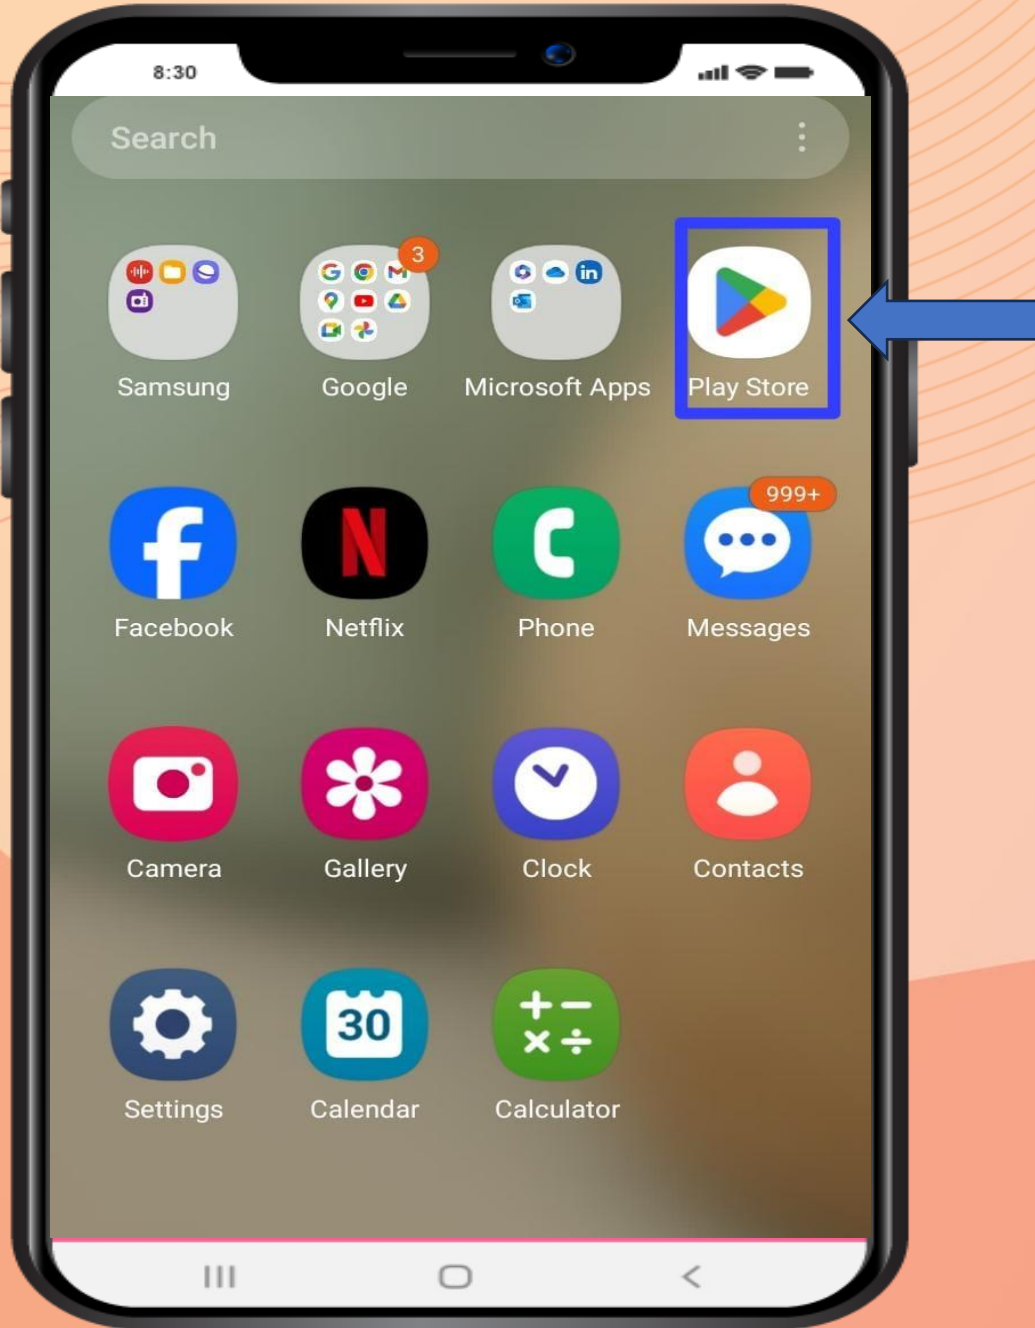 8:30
Search
3
Samsung
Google
Microsoft Apps
Play Store
999+
Facebook
Netflix
Phone
Messages
Camera
Gallery
Clock
Contacts
30
Settings
Calendar
Calculator